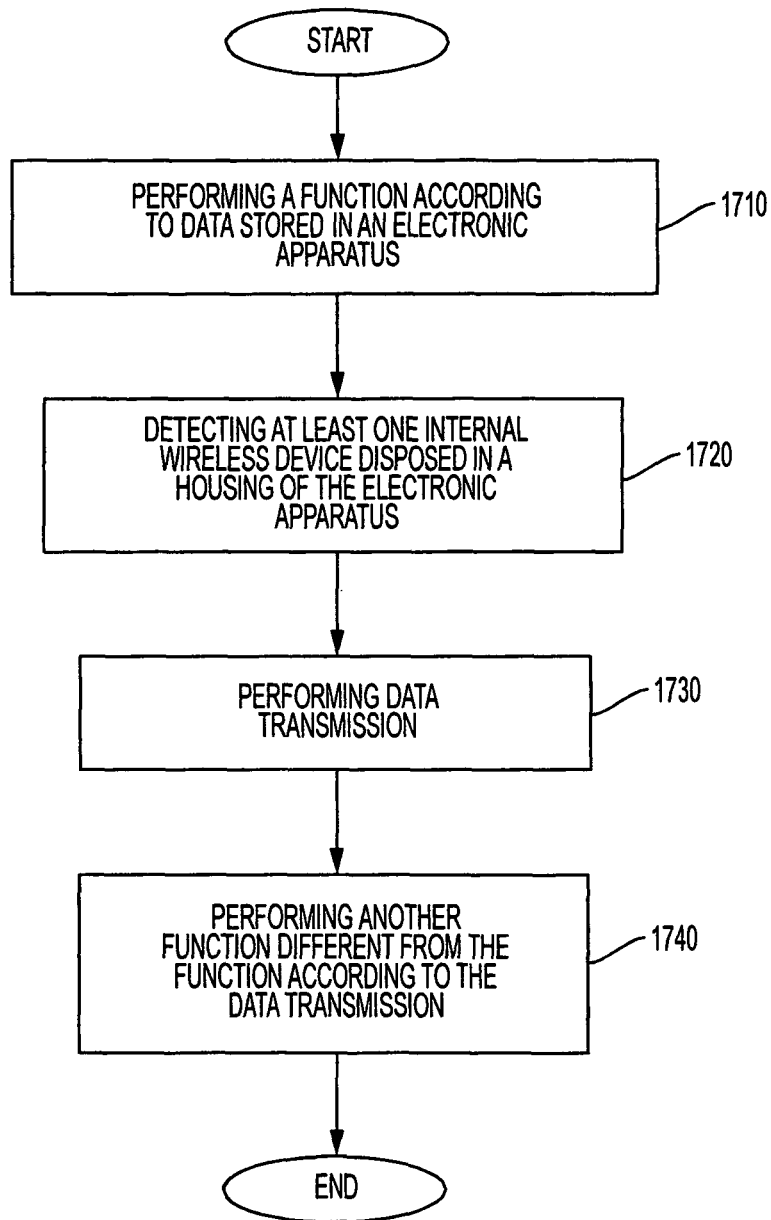 START
PERFORMING A FUNCTION ACCORDING
TO DATA STORED IN AN ELECTRONIC
APPARATUS
1710
DETECTING AT LEAST ONE INTERNAL
WIRELESS DEVICE DISPOSED IN A
HOUSING OF THE ELECTRONIC
APPARATUS
1720
PERFORMING DATA
TRANSMISSION
1730
PERFORMING ANOTHER
FUNCTION DIFFERENT FROM THE
FUNCTION ACCORDING TO THE
DATA TRANSMISSION
1740
END